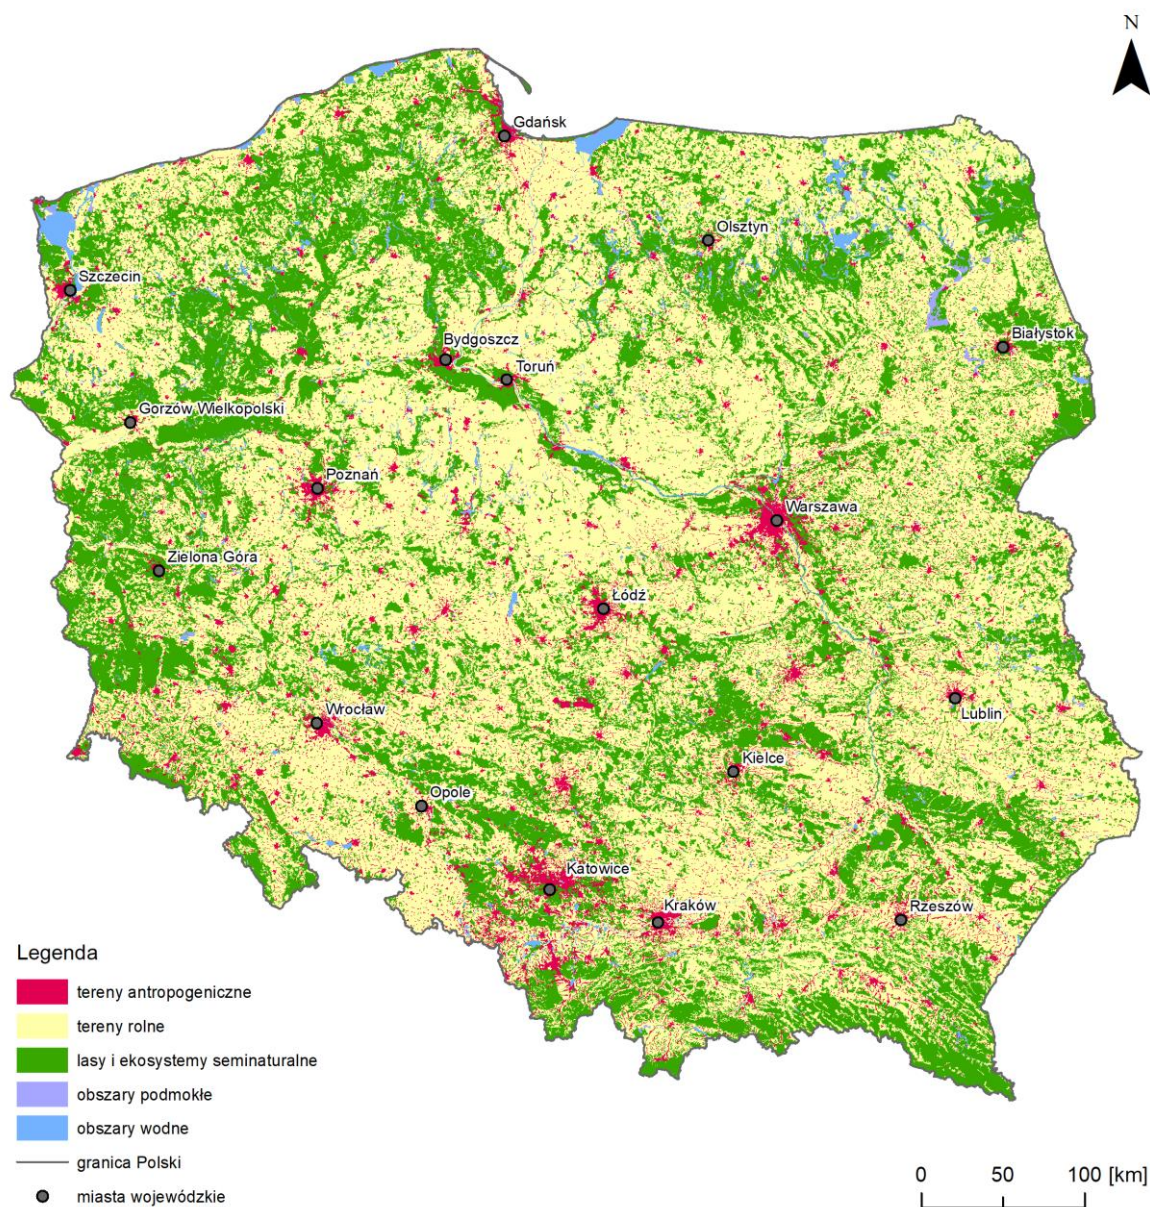 N
Gdańsk
Olsztyn
Szczecin
Białystok
Bydgoszcz
Toruń
Gorzów Wielkopolski
Poznań
Warszawa
Zielona Góra
Łódź
Wrocław
Lublin
Kielce
Opole
Katowice
Kraków
Rzeszów
Legenda
tereny antropogeniczne
tereny rolne
lasy i ekosystemy seminaturalne
obszary podmokłe
obszary wodne
granica Polski
miasta wojewódzkie
0 50 100 [km]